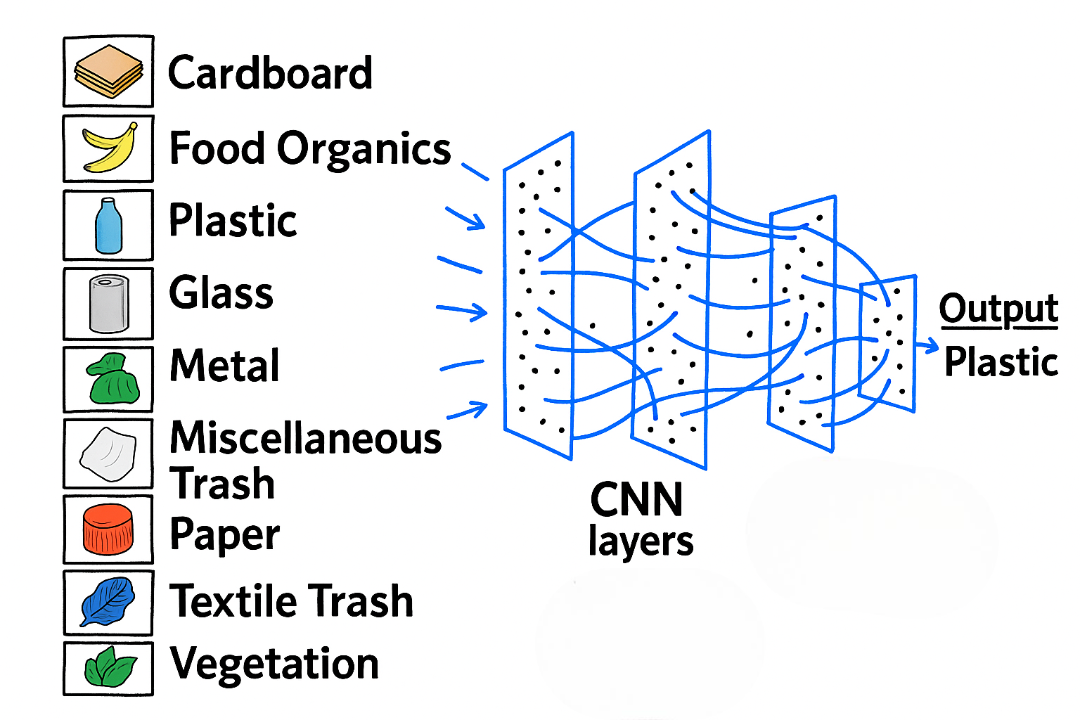 Cardboard
Food Organics
Plastic
Glass
Metal
Miscellaneous
Trash
Paper
Textile Trash
Vegetation
CNN
layers
Output
Plastic